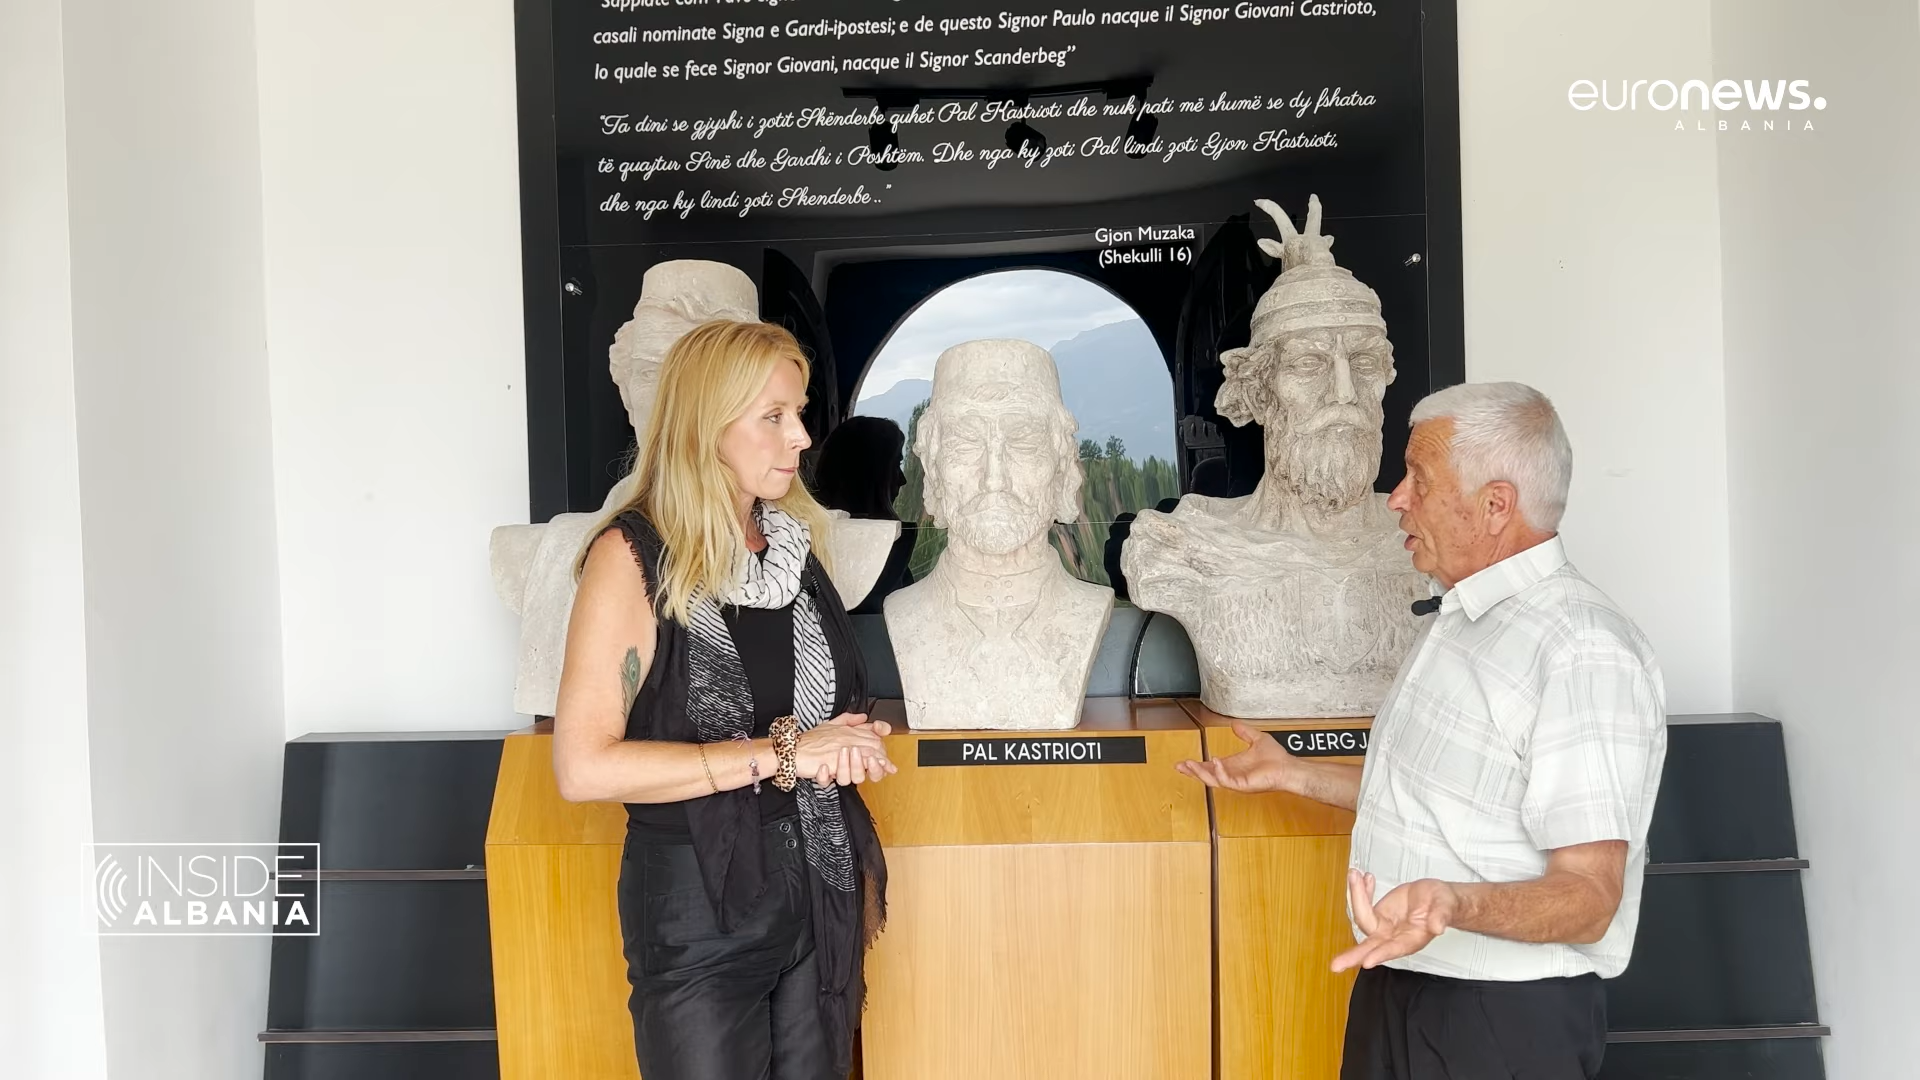 casali nominate Signa e Gardi-ipostesi; e de questo Signor Paulo nacque il Signor Giovani Castrioto,
lo quale se fece Signor Giovani, nacque il Signor Scanderbeg”
“Ta dini se gjyshi i zotit Skënderbe quhet Pal Kastrioti dhe nuk pati më shumë se dy fshatra
të quajtur Sinë dhe Gardhi i Poshtëm. Dhe nga ky zoti Pal lindi zoti Gjon Kastrioti,
dhe nga ky lindi zoti Skenderbe..”
Gjon Muzaka
(Shekulli 16)
euronews.
ALBANIA
PAL KASTRIOTI
GJERGJ
INSIDE
ALBANIA